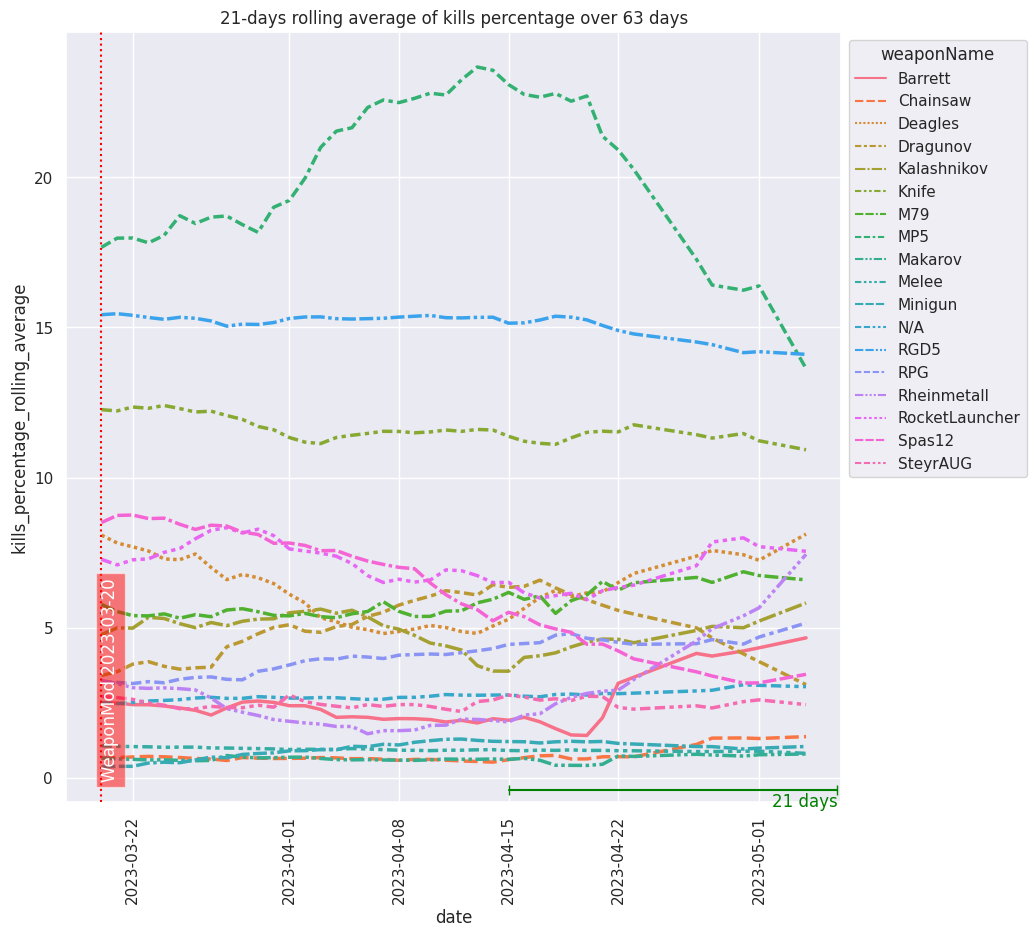 21-days rolling average of kills percentage over 63 days
kills_percentage_rolling_average
20
15
10
5
0
WeaponMod 2023-03-20
21 days
2023-03-22
2023-04-01
2023-04-08
2023-04-15
2023-04-22
2023-05-01
date
weaponName
Barrett
Chainsaw
Deagles
Dragunov
Kalashnikov
Knife
M79
MP5
Makarov
Melee
Minigun
N/A
RGD5
RPG
Rheinmetall
RocketLauncher
Spas12
SteyrAUG